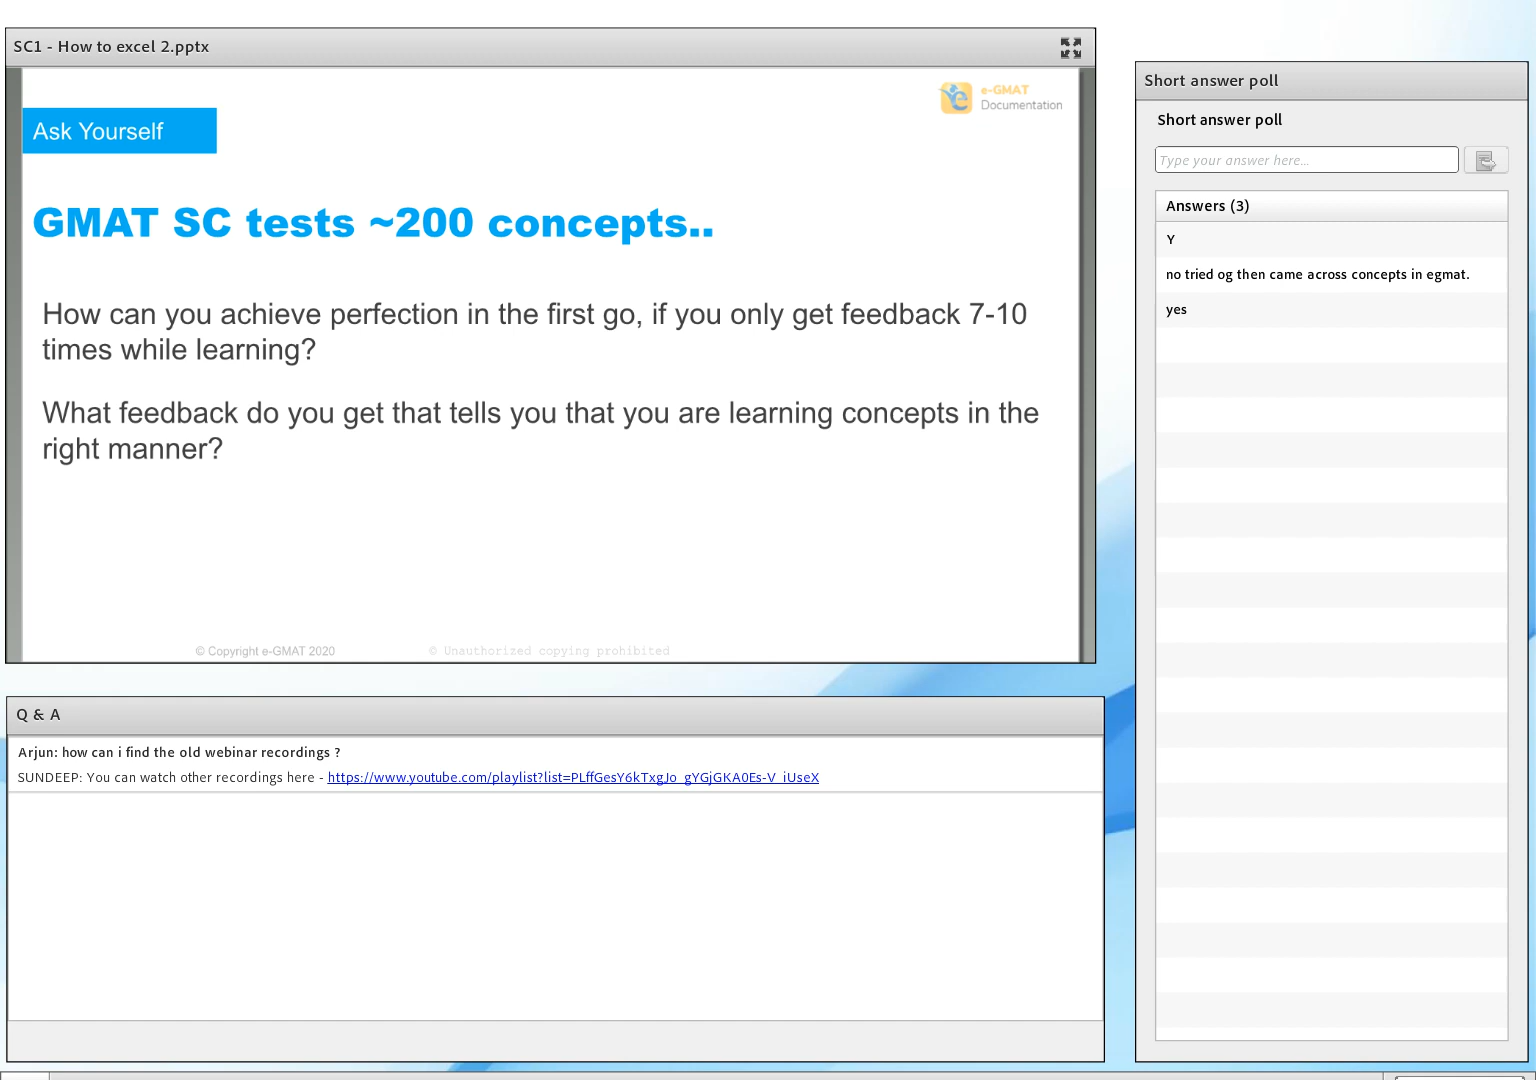 SC1 - How to excel 2.pptx
e-GMAT
Documentation
Ask Yourself
GMAT SC tests ~200 concepts..
How can you achieve perfection in the first go, if you only get feedback 7-10
times while learning?
What feedback do you get that tells you that you are learning concepts in the
right manner?
© Copyright e-GMAT 2020
© Unauthorized copying prohibited
Q & A
Arjun: how can i find the old webinar recordings ?
SUNDEEP: You can watch other recordings here - https://www.youtube.com/playlist?list=PLffGesY6kTxgJo_gYGjGKA0Es-V_iUseX
Short answer poll
Short answer poll
Type your answer here...
Answers (3)
Y
no tried og then came across concepts in egmat.
yes